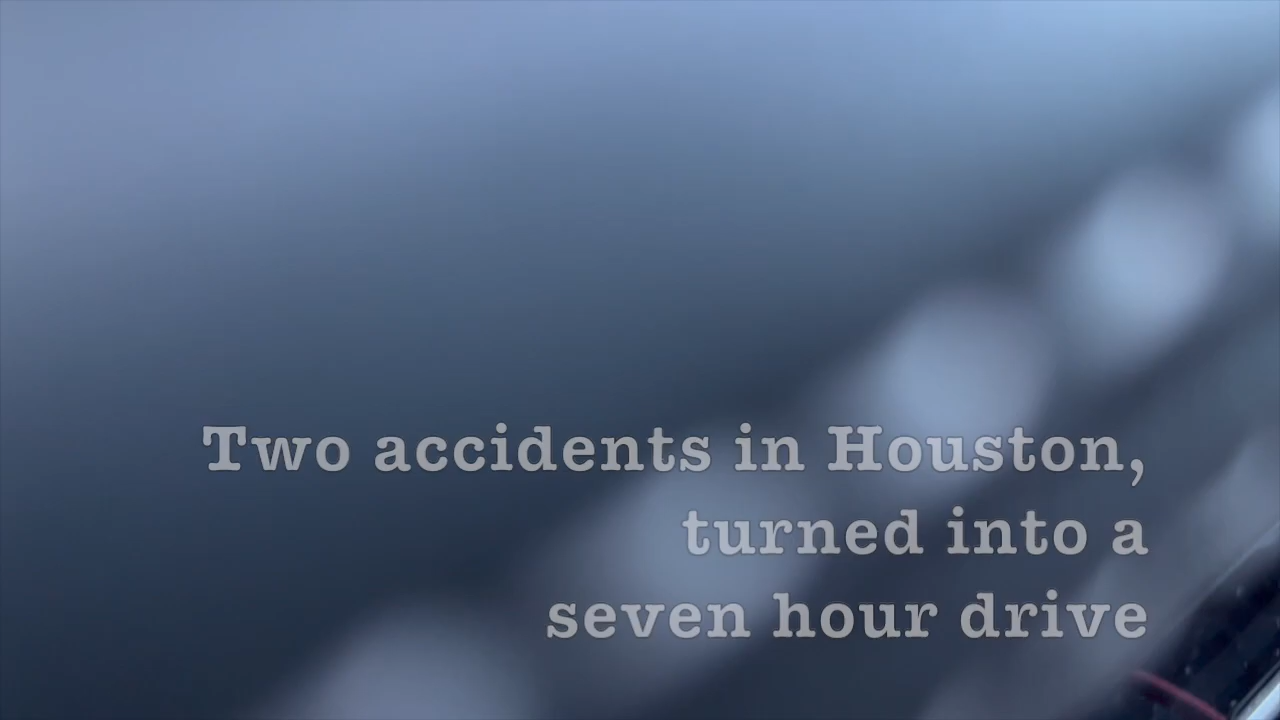 Two accidents in Houston,
turned into a
seven hour drive